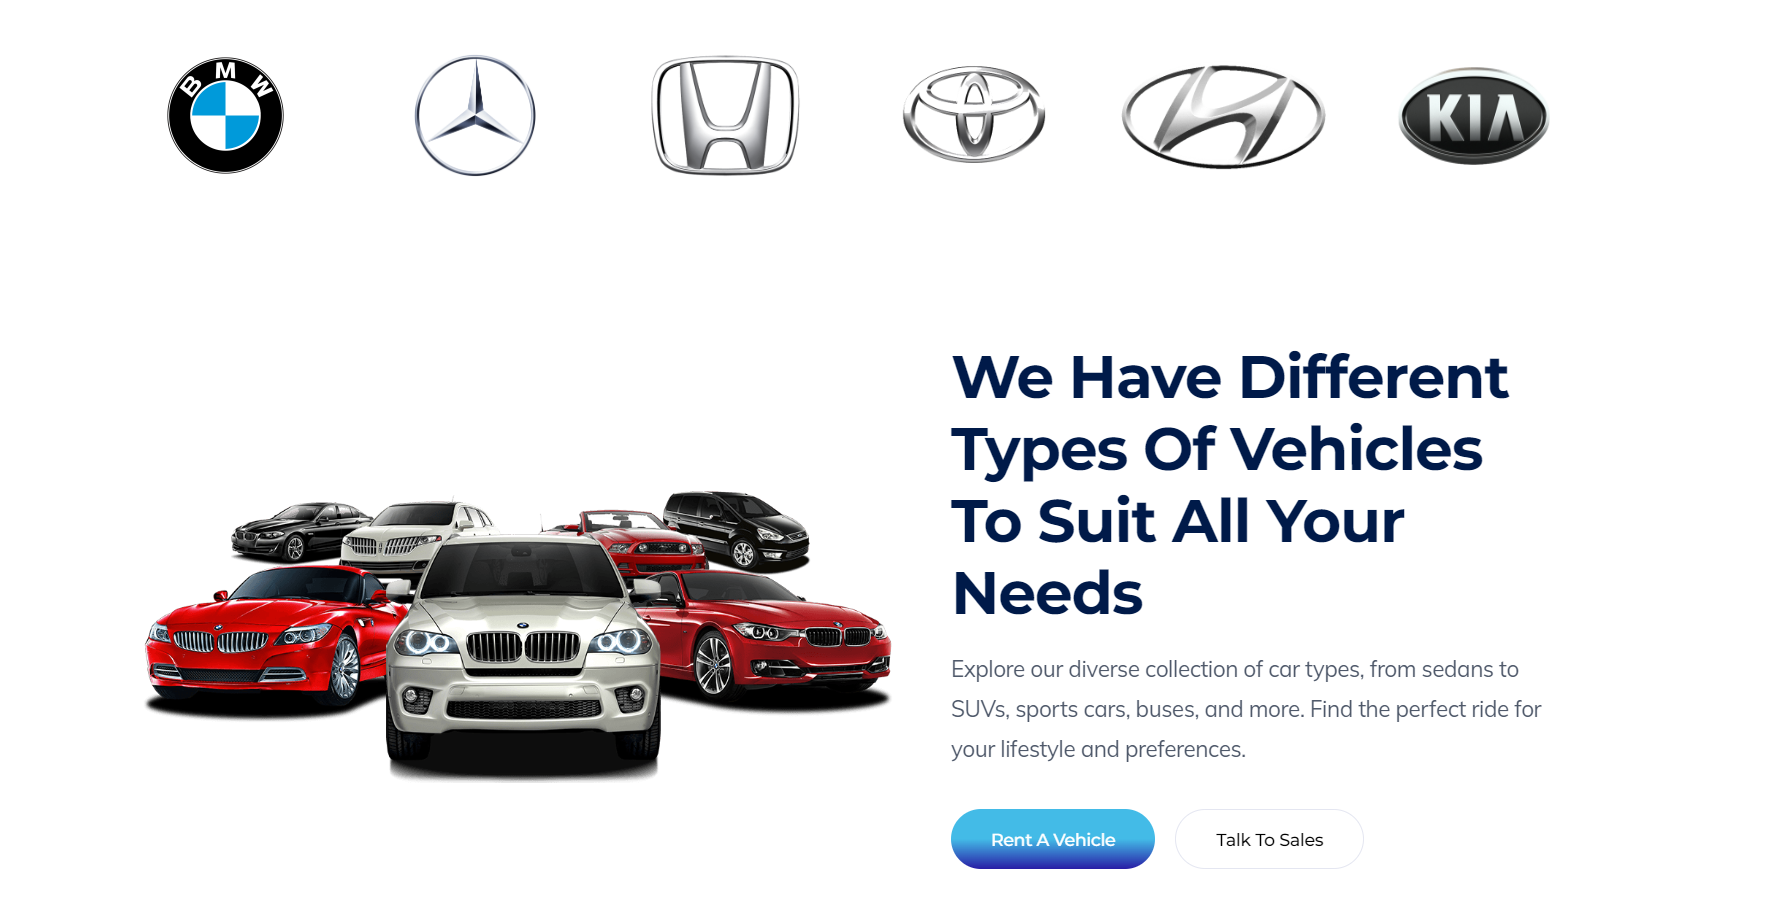 BMW
KIA
We Have Different
Types Of Vehicles
To Suit All Your
Needs
Explore our diverse collection of car types, from sedans to
SUVs, sports cars, buses, and more. Find the perfect ride for
your lifestyle and preferences.
Rent A Vehicle
Talk To Sales